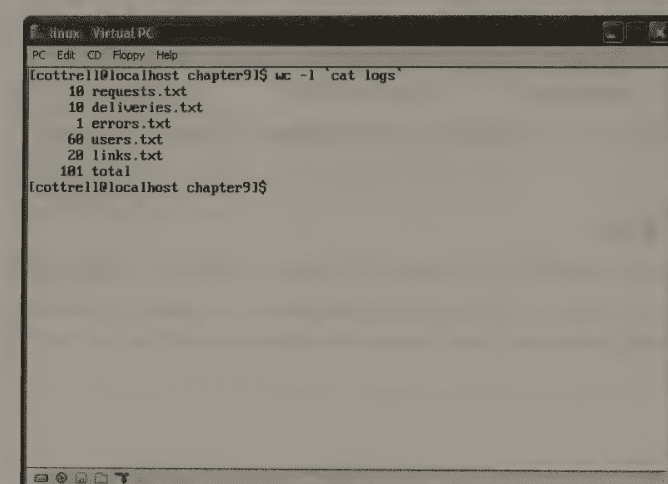 linux Virtual PC
PC Edit CD Floppy Help
[cottrell@localhost chapter9]$ wc -l `cat logs`
10 requests.txt
10 deliveries.txt
1 errors.txt
60 users.txt
20 links.txt
101 total
[cottrell@localhost chapter9]$